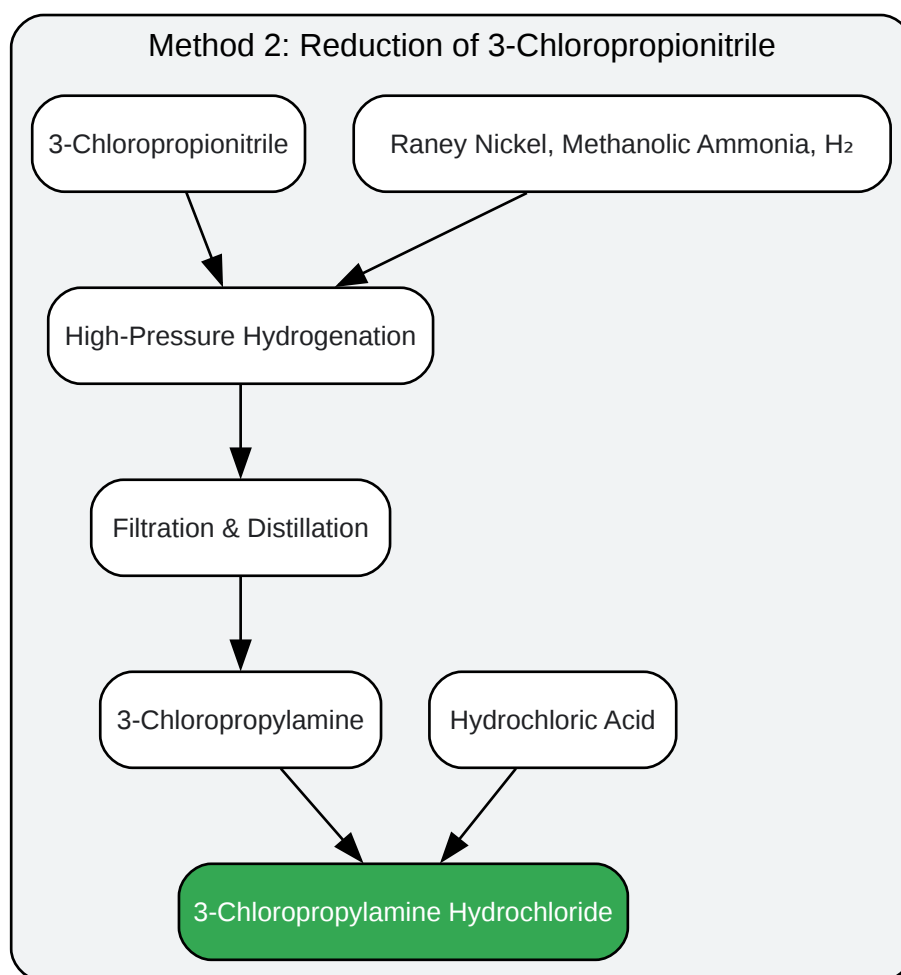 Method 2: Reduction of 3-Chloropropionitrile
3-Chloropropionitrile
Raney Nickel, Methanolic Ammonia, H₂
High-Pressure Hydrogenation
Filtration & Distillation
3-Chloropropylamine
Hydrochloric Acid
3-Chloropropylamine Hydrochloride